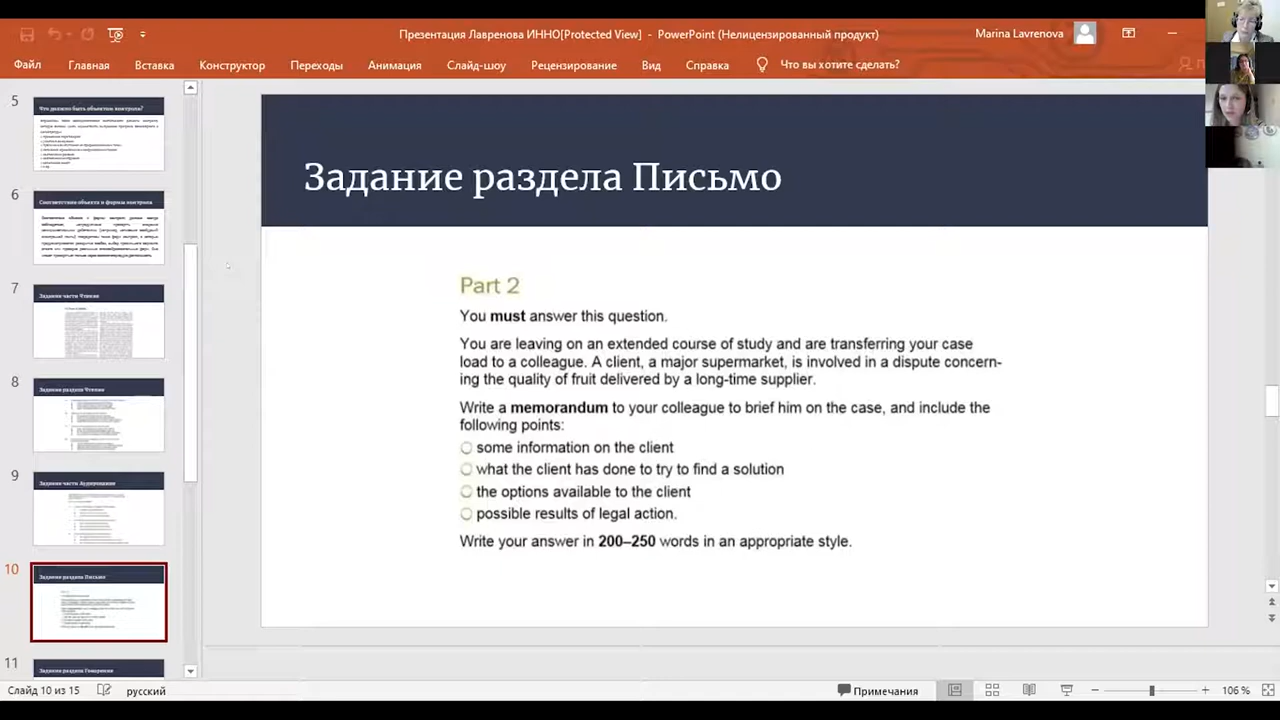 Презентация Лавренова ИННО[Protected View] - PowerPoint (Нелицензированный продукт)
Marina Lavrenova
Файл
Главная
Вставка
Конструктор
Переходы
Анимация
Слайд-шоу
Рецензирование
Вид
Справка
Что вы хотите сделать?
5
Что должно быть объектом контроля?
6
Соответствие объекта и формы контроля
7
Задание части Чтение
8
Задание раздела Чтение
9
Задание части Аудирование
10
Задание раздела Письмо
11
Задание раздела Говорение
Задание раздела Письмо
Part 2
You must answer this question.
You are leaving on an extended course of study and are transferring your case
load to a colleague. A client, a major supermarket, is involved in a dispute concern-
ing the quality of fruit delivered by a long-time supplier.
Write a memorandum to your colleague to brief him on the case, and include the
following points:
some information on the client
what the client has done to try to find a solution
the options available to the client
possible results of legal action.
Write your answer in 200–250 words in an appropriate style.
Слайд 10 из 15
русский
Примечания
106 %